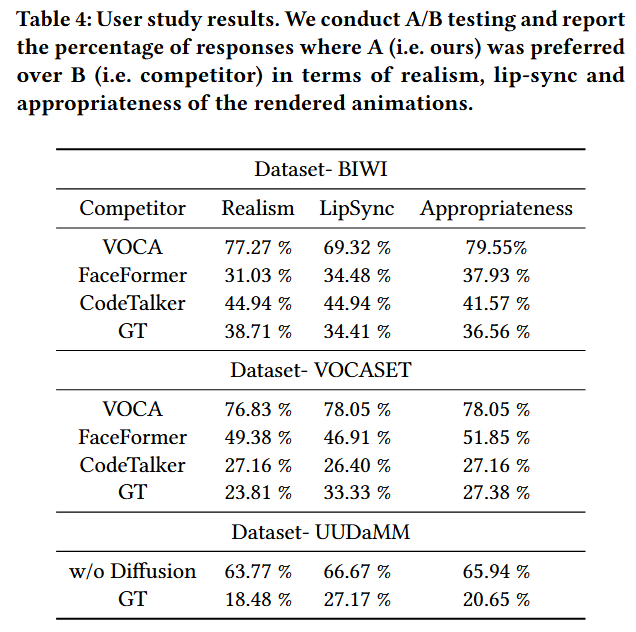 Table 4: User study results. We conduct A/B testing and report
the percentage of responses where A (i.e. ours) was preferred
over B (i.e. competitor) in terms of realism, lip-sync and
appropriateness of the rendered animations.
Dataset- BIWI
Competitor Realism LipSync Appropriateness
VOCA 77.27 % 69.32 % 79.55%
FaceFormer 31.03 % 34.48 % 37.93 %
CodeTalker 44.94 % 44.94 % 41.57 %
GT 38.71 % 34.41 % 36.56 %
Dataset- VOCASET
VOCA 76.83 % 78.05 % 78.05 %
FaceFormer 49.38 % 46.91 % 51.85 %
CodeTalker 27.16 % 26.40 % 27.16 %
GT 23.81 % 33.33 % 27.38 %
Dataset- UUDaMM
w/o Diffusion 63.77 % 66.67 % 65.94 %
GT 18.48 % 27.17 % 20.65 %